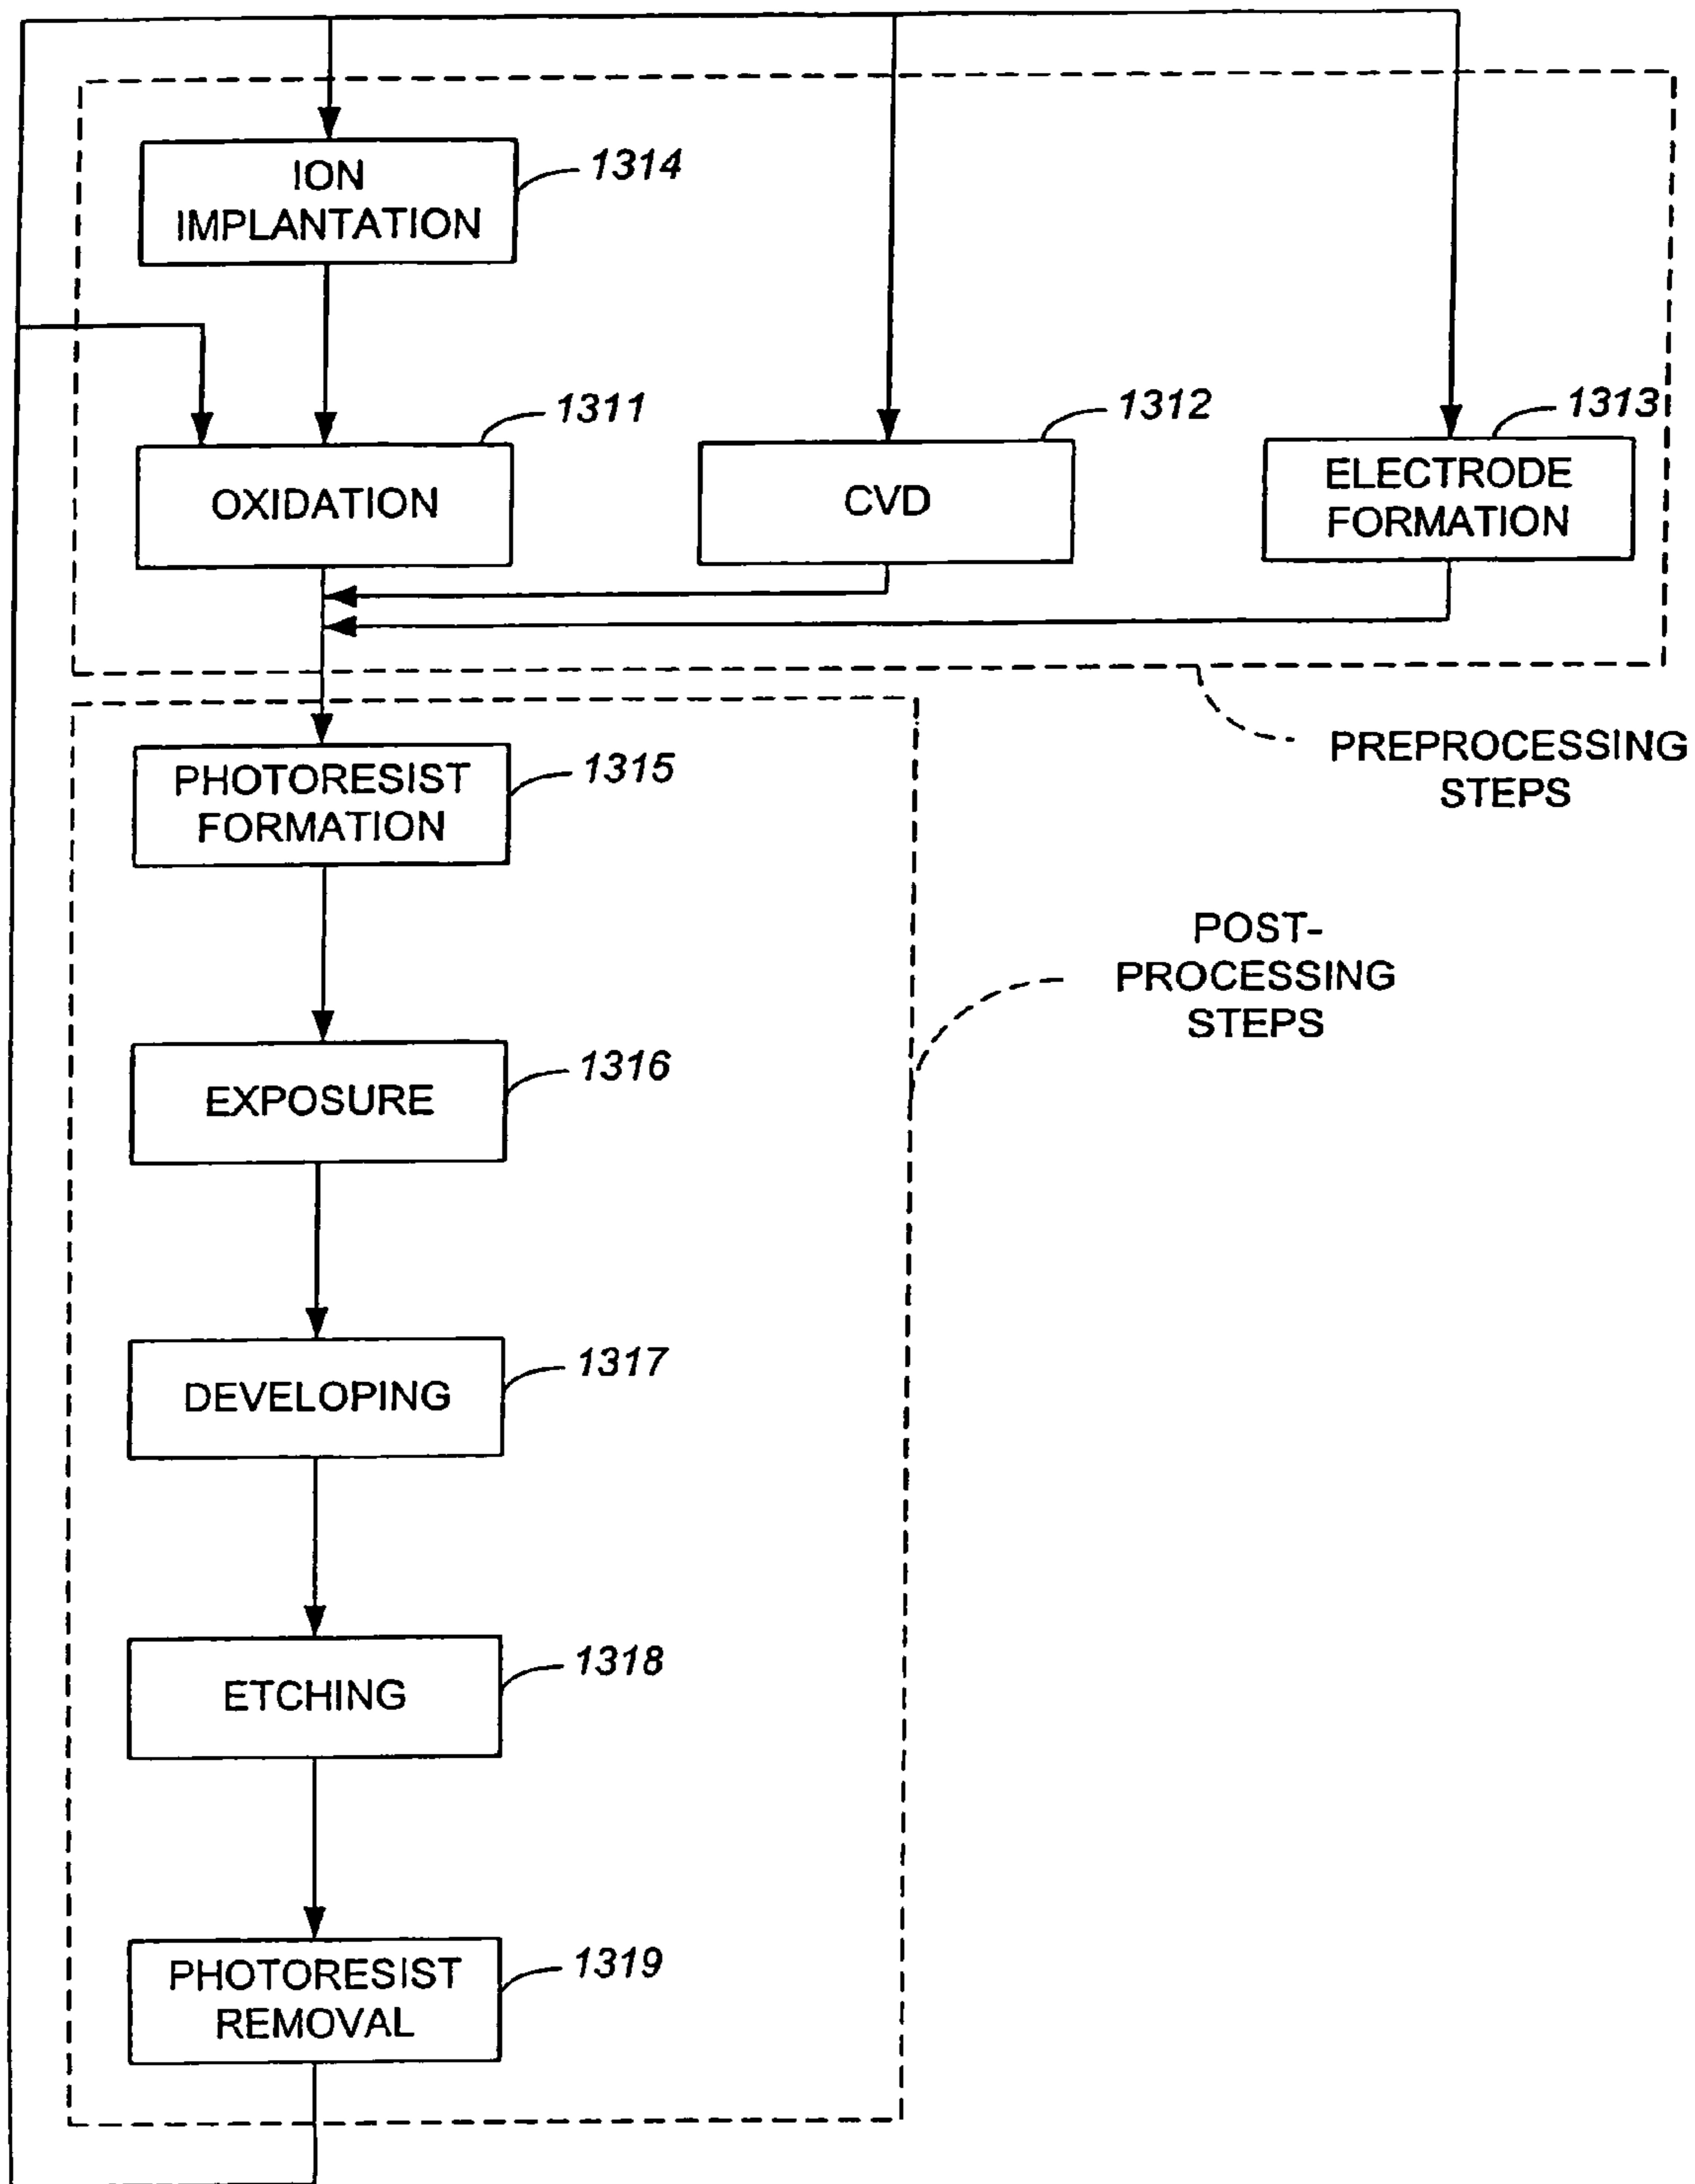 ION
IMPLANTATION
1314
1311
OXIDATION
1312
CVD
1313
ELECTRODE
FORMATION
PREPROCESSING
STEPS
PHOTORESIST
FORMATION
1315
POST-
PROCESSING
STEPS
EXPOSURE
1316
DEVELOPING
1317
ETCHING
1318
PHOTORESIST
REMOVAL
1319